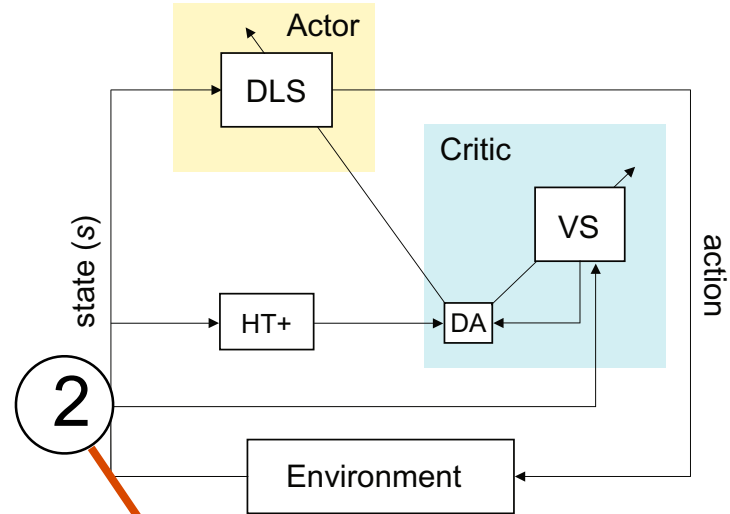 Actor
DLS
Critic
VS
state (s)
action
HT+
DA
2
Environment